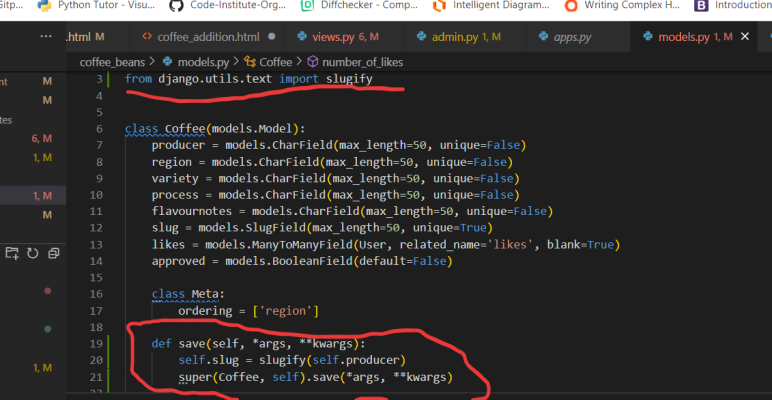 Gitp...
Python Tutor - Visu...
Code-Institute-Org...
Diffchecker - Comp...
Intelligent Diagram...
Writing Complex H...
B
Introduction
...
.html M
<> coffee_addition.html
views.py 6, M
admin.py 1, M
apps.py
models.py 1, M
coffee_beans > models.py > Coffee > number_of_likes
nt M
M
otes
6, M
1, M
1, M
M
1, M
3 from django.utils.text import slugify
4
5
6 class Coffee(models.Model):
7 producer = models.CharField(max_length=50, unique=False)
8 region = models.CharField(max_length=50, unique=False)
9 variety = models.CharField(max_length=50, unique=False)
10 process = models.CharField(max_length=50, unique=False)
11 flavournotes = models.CharField(max_length=50, unique=False)
12 slug = models.SlugField(max_length=50, unique=True)
13 likes = models.ManyToManyField(User, related_name='likes', blank=True)
14 approved = models.BooleanField(default=False)
15
16 class Meta:
17 ordering = ['region']
18
19 def save(self, *args, **kwargs):
20 self.slug = slugify(self.producer)
21 super(Coffee, self).save(*args, **kwargs)